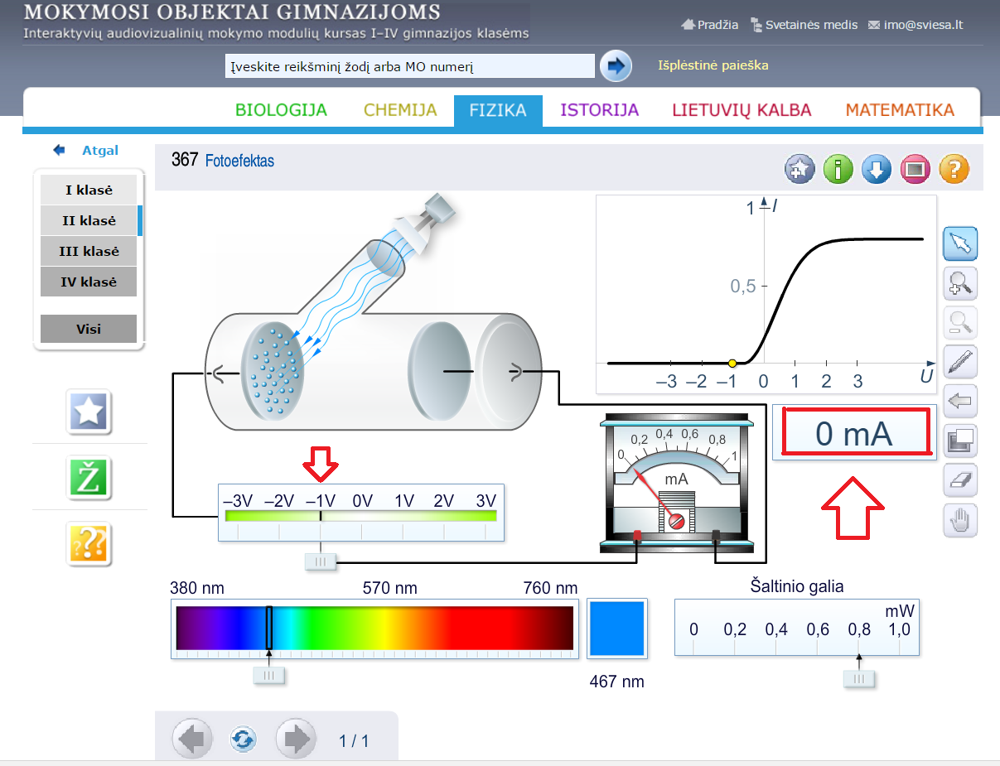 MOKYMOSI OBJEKTAI GIMNAZIJOMS
Interaktyvių audiovizualinių mokymo modulių kursas I–IV gimnazijos klasėms
Pradžia Svetainės medis imo@sviesa.lt
Įveskite reikšminį žodį arba MO numerį
Išplėstinė paieška
BIOLOGIJA CHEMIJA FIZIKA ISTORIJA LIETUVIŲ KALBA MATEMATIKA
Atgal
I klasė
II klasė
III klasė
IV klasė
Visi
Ž
???
367 Fotoefektas
i ?
1 I
0,5
–3 –2 –1 0 1 2 3 U
0 mA
0 0,2 0,4 0,6 0,8 1
mA
–3V –2V –1V 0V 1V 2V 3V
380 nm 570 nm 760 nm
467 nm
Šaltinio galia
mW
0 0,2 0,4 0,6 0,8 1,0
1 / 1